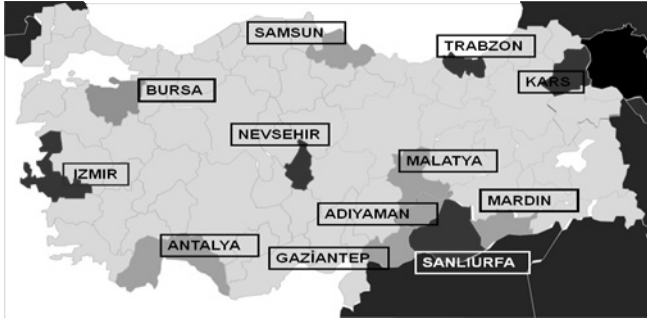 SAMSUN
TRABZON
KARS
BURSA
NEVSEHIR
MALATYA
IZMIR
MARDIN
ADIYAMAN
ANTALYA
GAZİANTEP
SANLIURFA